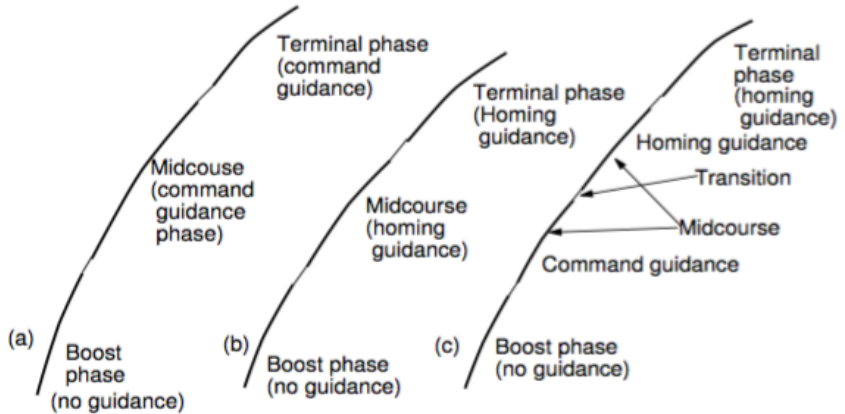 Terminal phase
(command
guidance)
Midcouse
(command
guidance
phase)
(a)
Boost
phase
(no guidance)
Terminal phase
(Homing
guidance)
Midcourse
(homing
guidance)
(b)
Boost phase
(no guidance)
Terminal
phase
(homing
guidance)
Homing guidance
Transition
Midcourse
Command guidance
(c)
Boost phase
(no guidance)